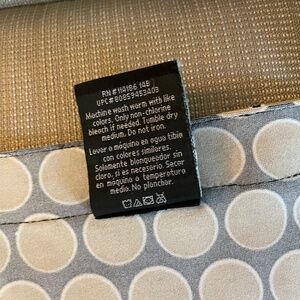 RN #114186 14B
UPC#80859453403
Machine wash warm with like
colors. Only non-chlorine
bleach if needed. Tumble dry
medium. Do not iron.
Lavar a máquina en agua tibia
con colores similares.
Solamente blanqueador sin
cloro, si es necesario. Secar
en máquina a temperatura
media. No planchar.